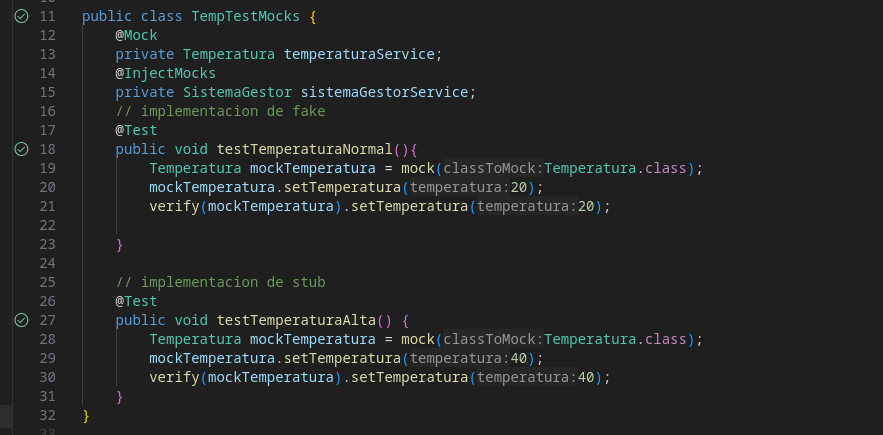 11 public class TempTestMocks {
12 @Mock
13 private Temperatura temperaturaService;
14 @InjectMocks
15 private SistemaGestor sistemaGestorService;
16 // implementacion de fake
17 @Test
18 public void testTemperaturaNormal(){
19 Temperatura mockTemperatura = mock(classToMock:Temperatura.class);
20 mockTemperatura.setTemperatura(temperatura:20);
21 verify(mockTemperatura).setTemperatura(temperatura:20);
22
23 }
24
25 // implementacion de stub
26 @Test
27 public void testTemperaturaAlta() {
28 Temperatura mockTemperatura = mock(classToMock:Temperatura.class);
29 mockTemperatura.setTemperatura(temperatura:40);
30 verify(mockTemperatura).setTemperatura(temperatura:40);
31 }
32 }